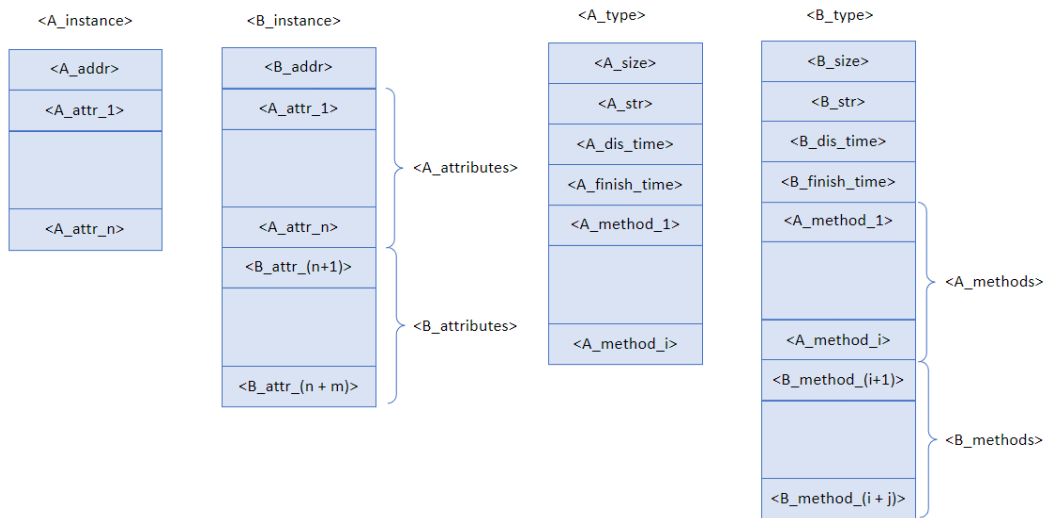 <A_instance>
<A_addr>
<A_attr_1>
<A_attr_n>
<B_instance>
<B_addr>
<A_attr_1>
<A_attr_n>
<B_attr_(n+1)>
<B_attr_(n + m)>
<A_attributes>
<B_attributes>
<A_type>
<A_size>
<A_str>
<A_dis_time>
<A_finish_time>
<A_method_1>
<A_method_i>
<B_type>
<B_size>
<B_str>
<B_dis_time>
<B_finish_time>
<A_method_1>
<A_method_i>
<B_method_(i+1)>
<B_method_(i + j)>
<A_methods>
<B_methods>